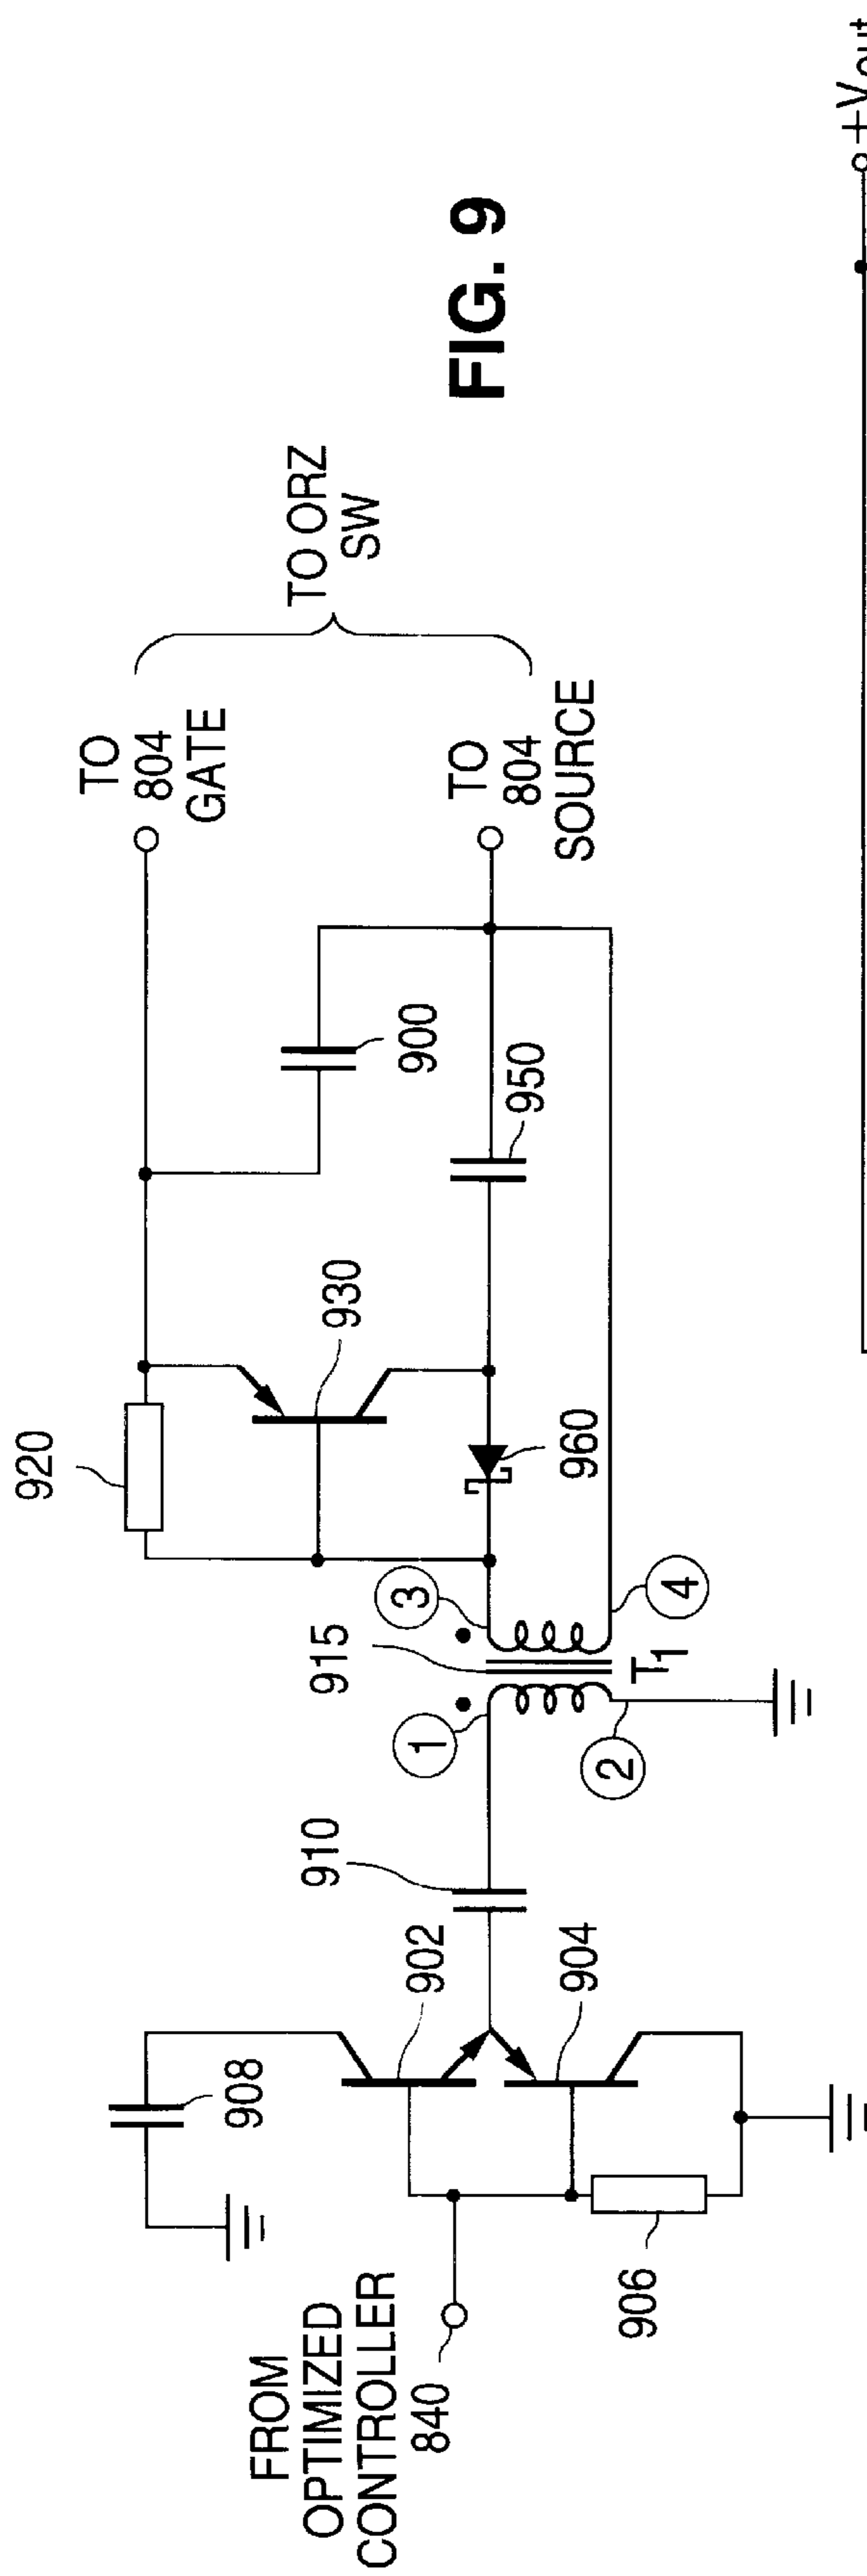 FIG. 9
+Vout
TO ORZ
SW
TO
804
GATE
TO
804
SOURCE
920
930
900
950
960
3
4
915
T1
1
2
910
902
904
908
906
FROM
OPTIMIZED
CONTROLLER
840